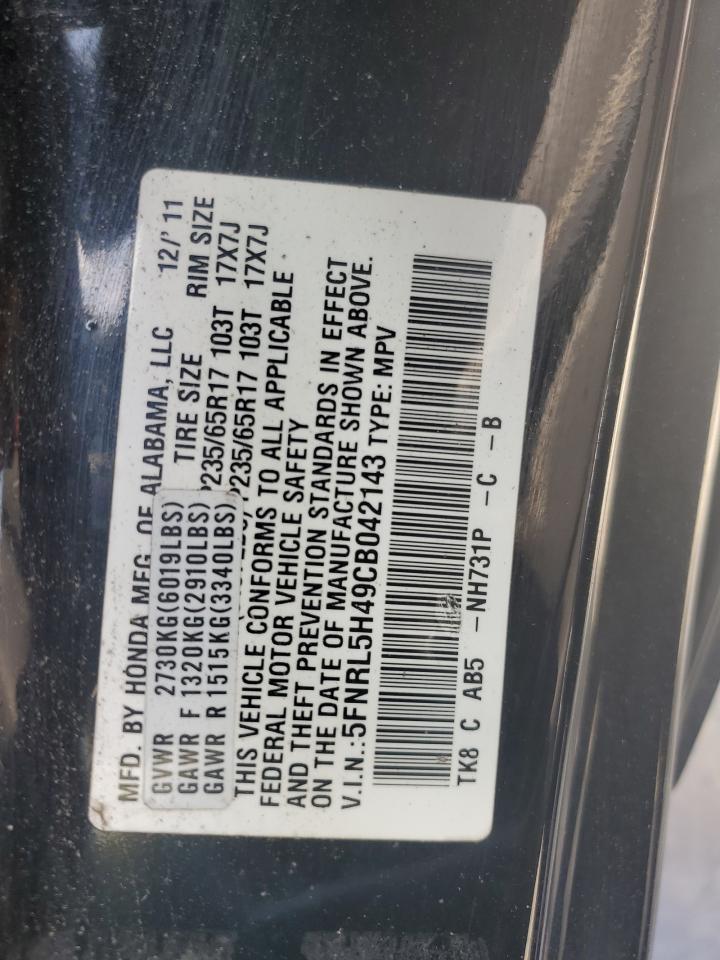 MFD. BY HONDA MFG. OF ALABAMA, LLC 12/'11
GVWR 2730KG(6019LBS) TIRE SIZE RIM SIZE
GAWR F 1320KG(2910LBS) P235/65R17 103T 17X7J
GAWR R 1515KG(3340LBS) P235/65R17 103T 17X7J
THIS VEHICLE CONFORMS TO ALL APPLICABLE
FEDERAL MOTOR VEHICLE SAFETY
AND THEFT PREVENTION STANDARDS IN EFFECT
ON THE DATE OF MANUFACTURE SHOWN ABOVE.
V.I.N.:5FNRL5H49CB042143 TYPE: MPV
TK8 C AB5 -NH731P -C -B